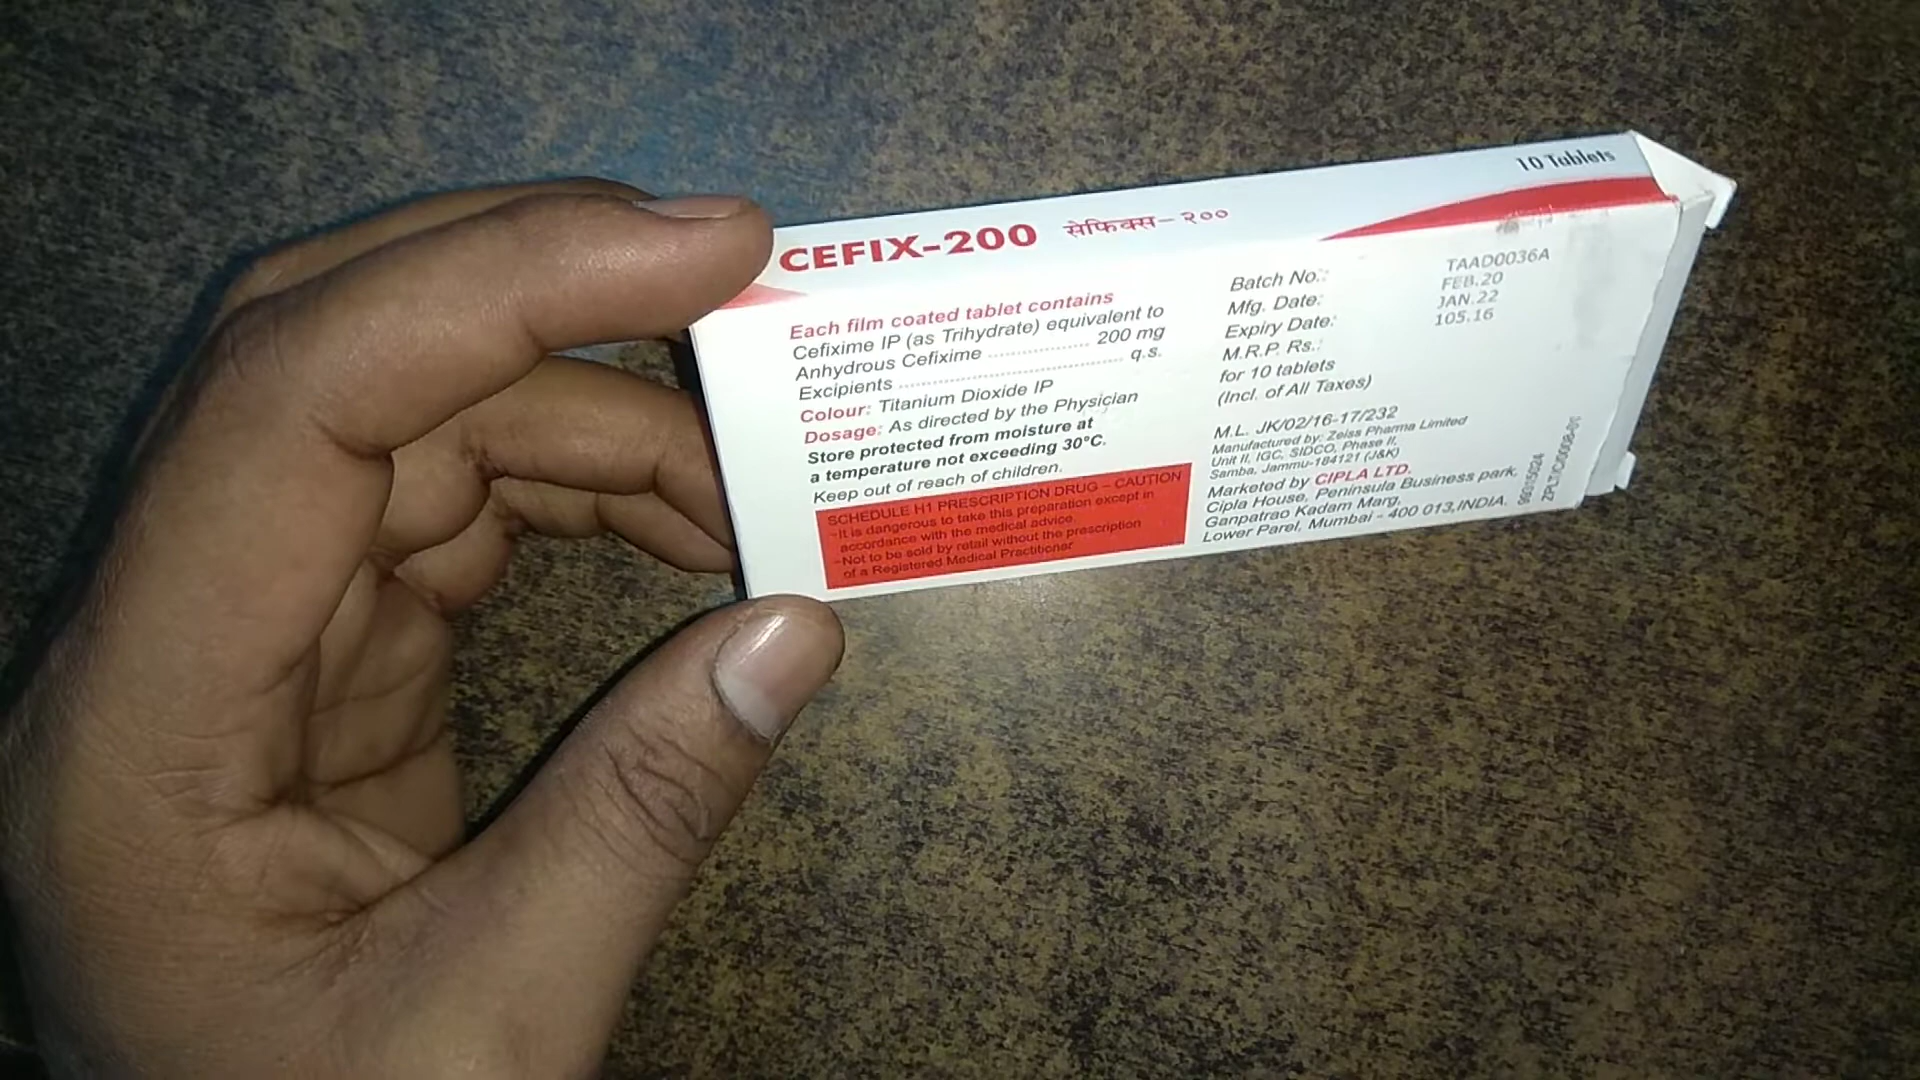 10 Tablets
CEFIX-200 सेफिक्स-२००
Each film coated tablet contains
Cefixime IP (as Trihydrate) equivalent to
Anhydrous Cefixime .................. 200 mg
Excipients ........................................ q.s.
Colour: Titanium Dioxide IP
Dosage: As directed by the Physician
Store protected from moisture at
a temperature not exceeding 30°C.
Keep out of reach of children.
SCHEDULE H1 PRESCRIPTION DRUG – CAUTION
-It is dangerous to take this preparation except in
accordance with the medical advice.
-Not to be sold by retail without the prescription
of a Registered Medical Practitioner
Batch No.: TAAD0036A
Mfg. Date: FEB.20
Expiry Date: JAN.22
M.R.P. Rs.: 105.16
for 10 tablets
(Incl. of All Taxes)
M.L. JK/02/16-17/232
Manufactured by: Zeiss Pharma Limited
Unit II, IGC, SIDCO, Phase II,
Samba, Jammu-184121 (J&K)
Marketed by CIPLA LTD.
Cipla House, Peninsula Business park,
Ganpatrao Kadam Marg,
Lower Parel, Mumbai - 400 013, INDIA.